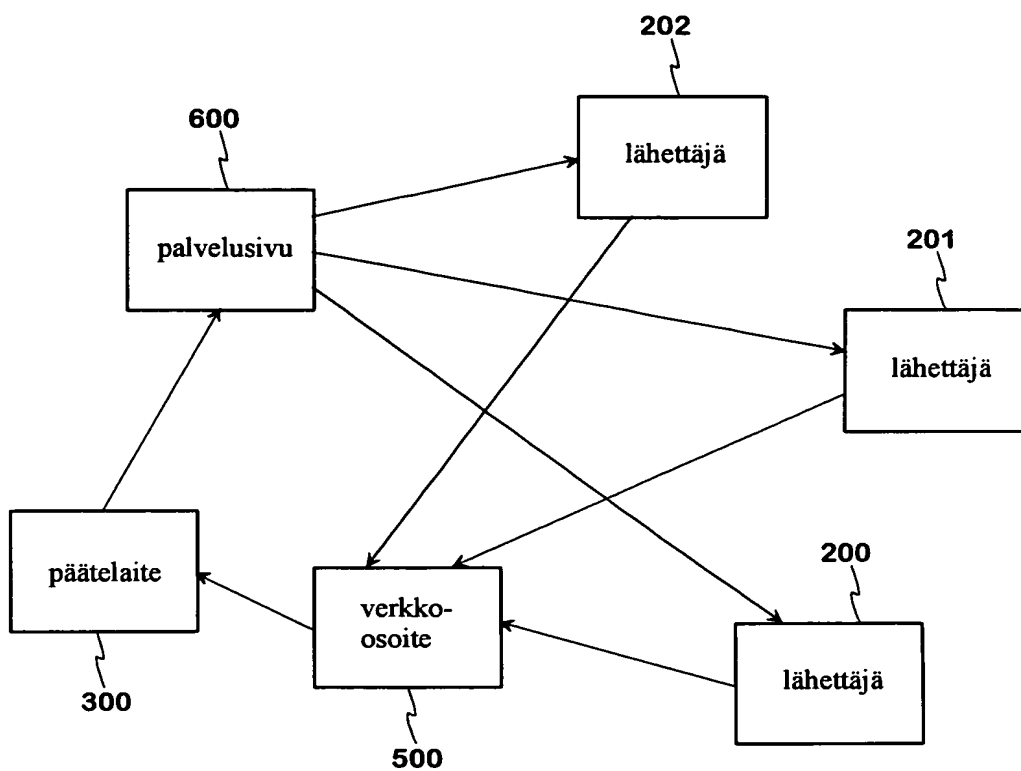 202
lähettäjä
600
palvelusivu
201
lähettäjä
päätelaite
300
verkko-
osoite
500
200
lähettäjä